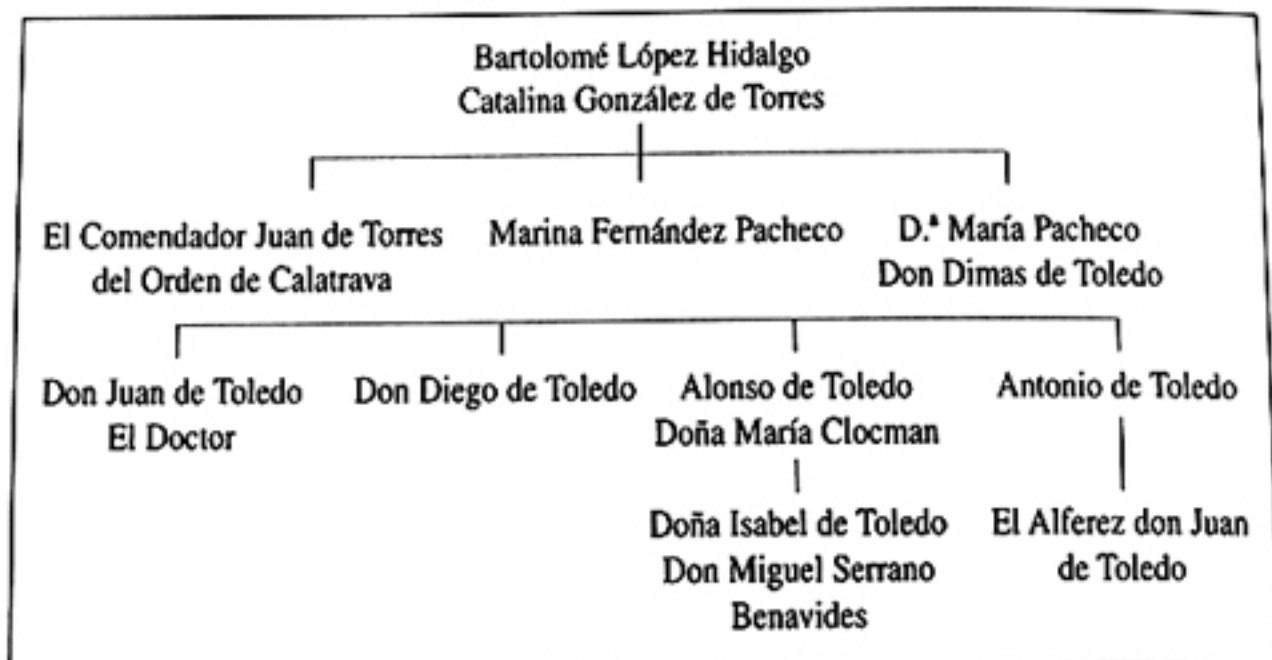 Bartolomé López Hidalgo
Catalina González de Torres
El Comendador Juan de Torres
del Orden de Calatrava
Marina Fernández Pacheco
D.ª María Pacheco
Don Dimas de Toledo
Don Juan de Toledo
El Doctor
Don Diego de Toledo
Alonso de Toledo
Doña María Clocman
Antonio de Toledo
Doña Isabel de Toledo
Don Miguel Serrano
Benavides
El Alferez don Juan
de Toledo